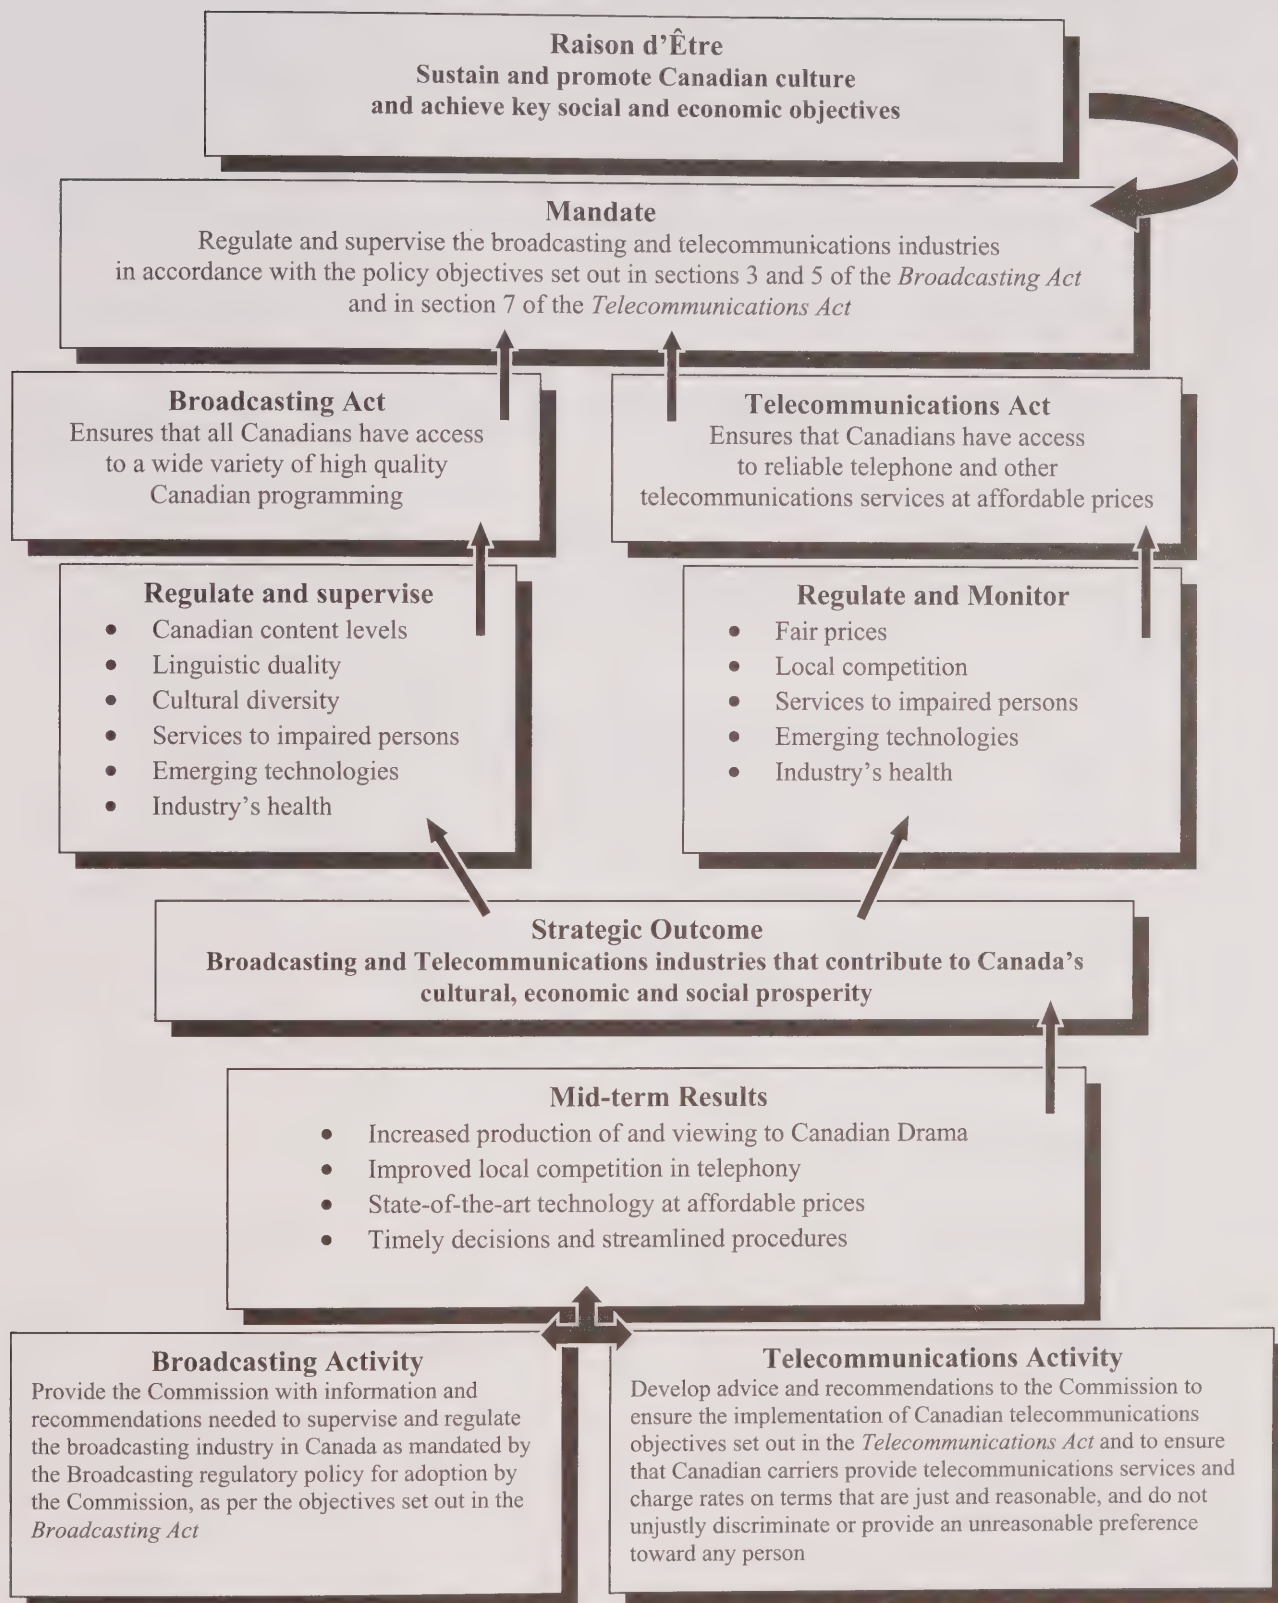 Raison d'Être
Sustain and promote Canadian culture
and achieve key social and economic objectives
Mandate
Regulate and supervise the broadcasting and telecommunications industries
in accordance with the policy objectives set out in sections 3 and 5 of the Broadcasting Act
and in section 7 of the Telecommunications Act
Broadcasting Act
Ensures that all Canadians have access
to a wide variety of high quality
Canadian programming
Telecommunications Act
Ensures that Canadians have access
to reliable telephone and other
telecommunications services at affordable prices
Regulate and supervise
• Canadian content levels
• Linguistic duality
• Cultural diversity
• Services to impaired persons
• Emerging technologies
• Industry's health
Regulate and Monitor
• Fair prices
• Local competition
• Services to impaired persons
• Emerging technologies
• Industry's health
Strategic Outcome
Broadcasting and Telecommunications industries that contribute to Canada's
cultural, economic and social prosperity
Mid-term Results
• Increased production of and viewing to Canadian Drama
• Improved local competition in telephony
• State-of-the-art technology at affordable prices
• Timely decisions and streamlined procedures
Broadcasting Activity
Provide the Commission with information and
recommendations needed to supervise and regulate
the broadcasting industry in Canada as mandated by
the Broadcasting regulatory policy for adoption by
the Commission, as per the objectives set out in the
Broadcasting Act
Telecommunications Activity
Develop advice and recommendations to the Commission to
ensure the implementation of Canadian telecommunications
objectives set out in the Telecommunications Act and to ensure
that Canadian carriers provide telecommunications services and
charge rates on terms that are just and reasonable, and do not
unjustly discriminate or provide an unreasonable preference
toward any person